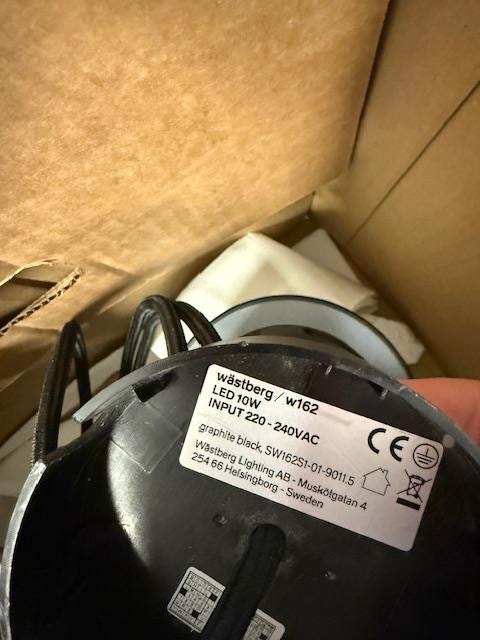 wästberg / w162
LED 10W
INPUT 220 - 240VAC
CE
graphite black, SW162S1-01-9011.5
Wästberg Lighting AB - Muskötgatan 4
254 66 Helsingborg - Sweden